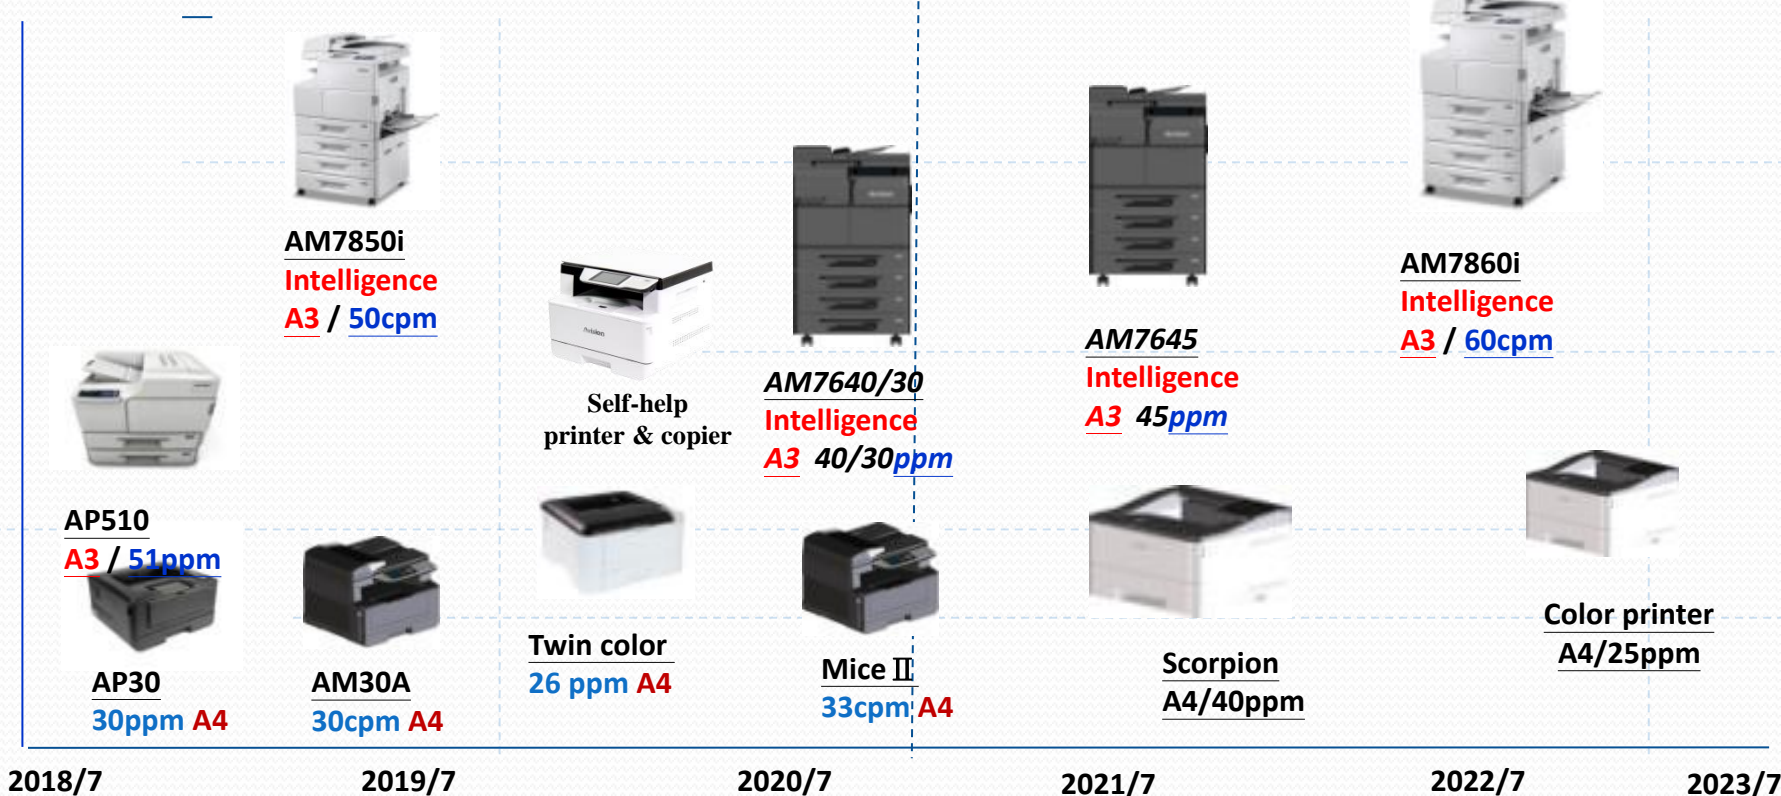 AM7850i
Intelligence
A3 / 50cpm
AP510
A3 / 51ppm
AP30
30ppm A4
AM30A
30cpm A4
Avision
Self-help
printer & copier
Twin color
26 ppm A4
AM7640/30
Intelligence
A3 40/30ppm
Mice Ⅱ
33cpm A4
AM7645
Intelligence
A3 45ppm
Scorpion
A4/40ppm
AM7860i
Intelligence
A3 / 60cpm
Color printer
A4/25ppm
2018/7
2019/7
2020/7
2021/7
2022/7
2023/7